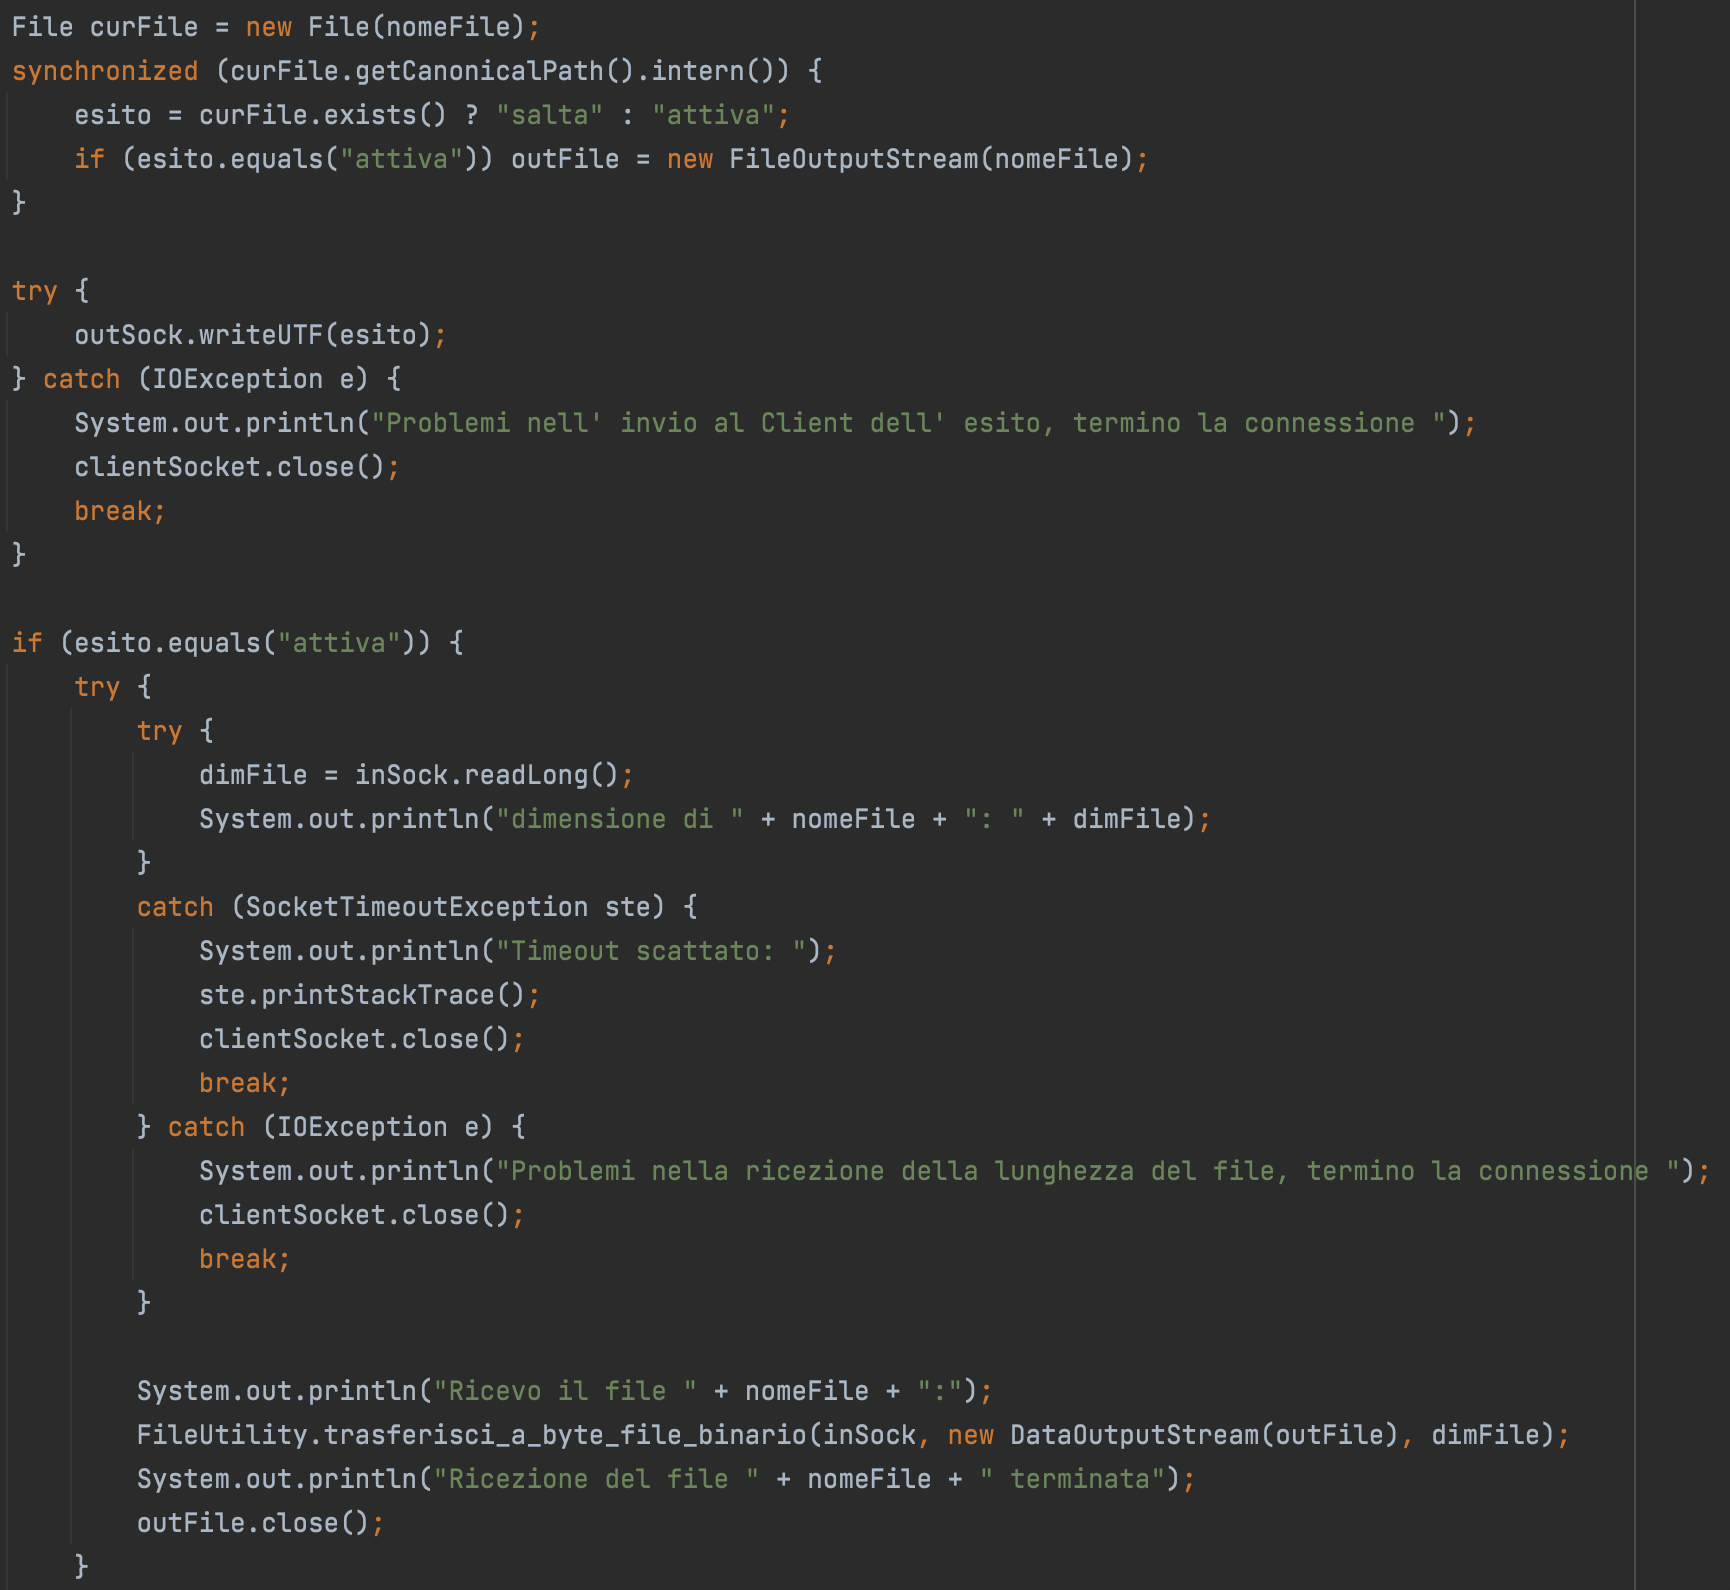 File curFile = new File(nomeFile);
synchronized (curFile.getCanonicalPath().intern()) {
    esito = curFile.exists() ? "salta" : "attiva";
    if (esito.equals("attiva")) outFile = new FileOutputStream(nomeFile);
}

try {
    outSock.writeUTF(esito);
} catch (IOException e) {
    System.out.println("Problemi nell' invio al Client dell' esito, termino la connessione ");
    clientSocket.close();
    break;
}

if (esito.equals("attiva")) {
    try {
        try {
            dimFile = inSock.readLong();
            System.out.println("dimensione di " + nomeFile + ": " + dimFile);
        }
        catch (SocketTimeoutException ste) {
            System.out.println("Timeout scattato: ");
            ste.printStackTrace();
            clientSocket.close();
            break;
        } catch (IOException e) {
            System.out.println("Problemi nella ricezione della lunghezza del file, termino la connessione ");
            clientSocket.close();
            break;
        }

        System.out.println("Ricevo il file " + nomeFile + ":");
        FileUtility.trasferisci_a_byte_file_binario(inSock, new DataOutputStream(outFile), dimFile);
        System.out.println("Ricezione del file " + nomeFile + " terminata");
        outFile.close();
    }